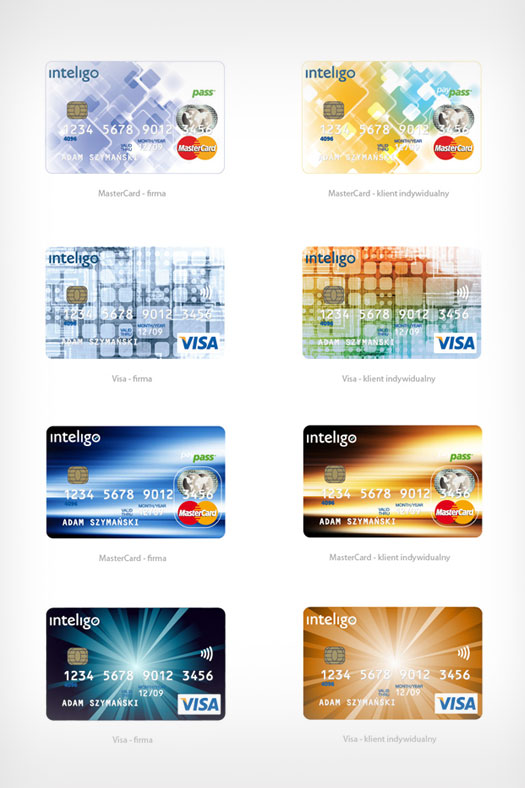 inteligo
paypass
1234 5678 9012 3456
4096
VALID THRU
MONTH/YEAR
12/09
ADAM SZYMAŃSKI
MasterCard
MasterCard - firma
inteligo
paypass
1234 5678 9012 3456
4096
VALID THRU
MONTH/YEAR
12/09
ADAM SZYMAŃSKI
MasterCard
MasterCard - klient indywidualny
inteligo
1234 5678 9012 3456
4096
VALID THRU
MONTH/YEAR
12/09
ADAM SZYMAŃSKI
VISA
Visa - firma
inteligo
1234 5678 9012 3456
4096
VALID THRU
MONTH/YEAR
12/09
ADAM SZYMAŃSKI
VISA
Visa - klient indywidualny
inteligo
paypass
1234 5678 9012 3456
4096
VALID THRU
MONTH/YEAR
12/09
ADAM SZYMAŃSKI
MasterCard
MasterCard - firma
inteligo
paypass
1234 5678 9012 3456
4096
VALID THRU
MONTH/YEAR
12/09
ADAM SZYMAŃSKI
MasterCard
MasterCard - klient indywidualny
inteligo
1234 5678 9012 3456
4096
VALID THRU
MONTH/YEAR
12/09
ADAM SZYMAŃSKI
VISA
Visa - firma
inteligo
1234 5678 9012 3456
4096
VALID THRU
MONTH/YEAR
12/09
ADAM SZYMAŃSKI
VISA
Visa - klient indywidualny